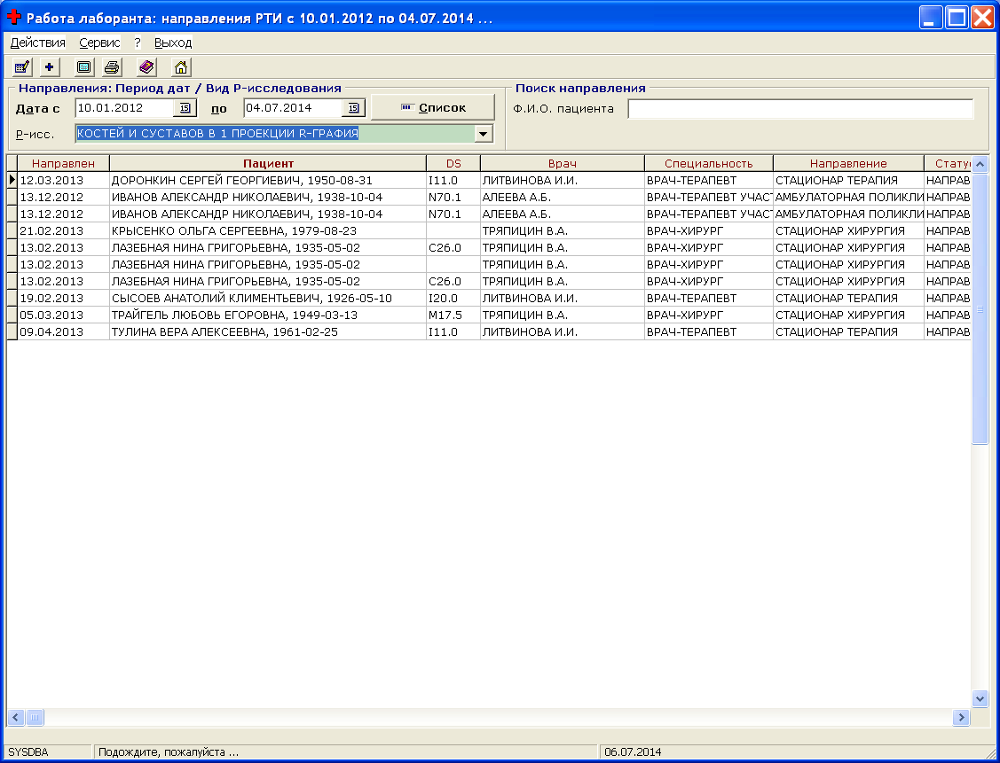 Работа лаборанта: направления РТИ с 10.01.2012 по 04.07.2014 ...
Действия Сервис ? Выход
Направления: Период дат / Вид Р-исследования
Дата с 10.01.2012 15 по 04.07.2014 15 Список
Р-исс. КОСТЕЙ И СУСТАВОВ В 1 ПРОЕКЦИИ R-ГРАФИЯ
Поиск направления
Ф.И.О. пациента
Направлен Пациент DS Врач Специальность Направление Стату
12.03.2013 ДОРОНКИН СЕРГЕЙ ГЕОРГИЕВИЧ, 1950-08-31 I11.0 ЛИТВИНОВА И.И. ВРАЧ-ТЕРАПЕВТ СТАЦИОНАР ТЕРАПИЯ НАПРАВ
13.12.2012 ИВАНОВ АЛЕКСАНДР НИКОЛАЕВИЧ, 1938-10-04 N70.1 АЛЕЕВА А.Б. ВРАЧ-ТЕРАПЕВТ УЧАСТ АМБУЛАТОРНАЯ ПОЛИКЛИ НАПРАВ
13.12.2012 ИВАНОВ АЛЕКСАНДР НИКОЛАЕВИЧ, 1938-10-04 N70.1 АЛЕЕВА А.Б. ВРАЧ-ТЕРАПЕВТ УЧАСТ АМБУЛАТОРНАЯ ПОЛИКЛИ НАПРАВ
21.02.2013 КРЫСЕНКО ОЛЬГА СЕРГЕЕВНА, 1979-08-23 ТРЯПИЦИН В.А. ВРАЧ-ХИРУРГ СТАЦИОНАР ХИРУРГИЯ НАПРАВ
13.02.2013 ЛАЗЕБНАЯ НИНА ГРИГОРЬЕВНА, 1935-05-02 C26.0 ТРЯПИЦИН В.А. ВРАЧ-ХИРУРГ СТАЦИОНАР ХИРУРГИЯ НАПРАВ
13.02.2013 ЛАЗЕБНАЯ НИНА ГРИГОРЬЕВНА, 1935-05-02 ТРЯПИЦИН В.А. ВРАЧ-ХИРУРГ СТАЦИОНАР ХИРУРГИЯ НАПРАВ
13.02.2013 ЛАЗЕБНАЯ НИНА ГРИГОРЬЕВНА, 1935-05-02 C26.0 ТРЯПИЦИН В.А. ВРАЧ-ХИРУРГ СТАЦИОНАР ХИРУРГИЯ НАПРАВ
19.02.2013 СЫСОЕВ АНАТОЛИЙ КЛИМЕНТЬЕВИЧ, 1926-05-10 I20.0 ЛИТВИНОВА И.И. ВРАЧ-ТЕРАПЕВТ СТАЦИОНАР ТЕРАПИЯ НАПРАВ
05.03.2013 ТРАЙГЕЛЬ ЛЮБОВЬ ЕГОРОВНА, 1949-03-13 M17.5 ТРЯПИЦИН В.А. ВРАЧ-ХИРУРГ СТАЦИОНАР ХИРУРГИЯ НАПРАВ
09.04.2013 ТУЛИНА ВЕРА АЛЕКСЕЕВНА, 1961-02-25 I11.0 ЛИТВИНОВА И.И. ВРАЧ-ТЕРАПЕВТ СТАЦИОНАР ТЕРАПИЯ НАПРАВ
SYSDBA Подождите, пожалуйста ... 06.07.2014